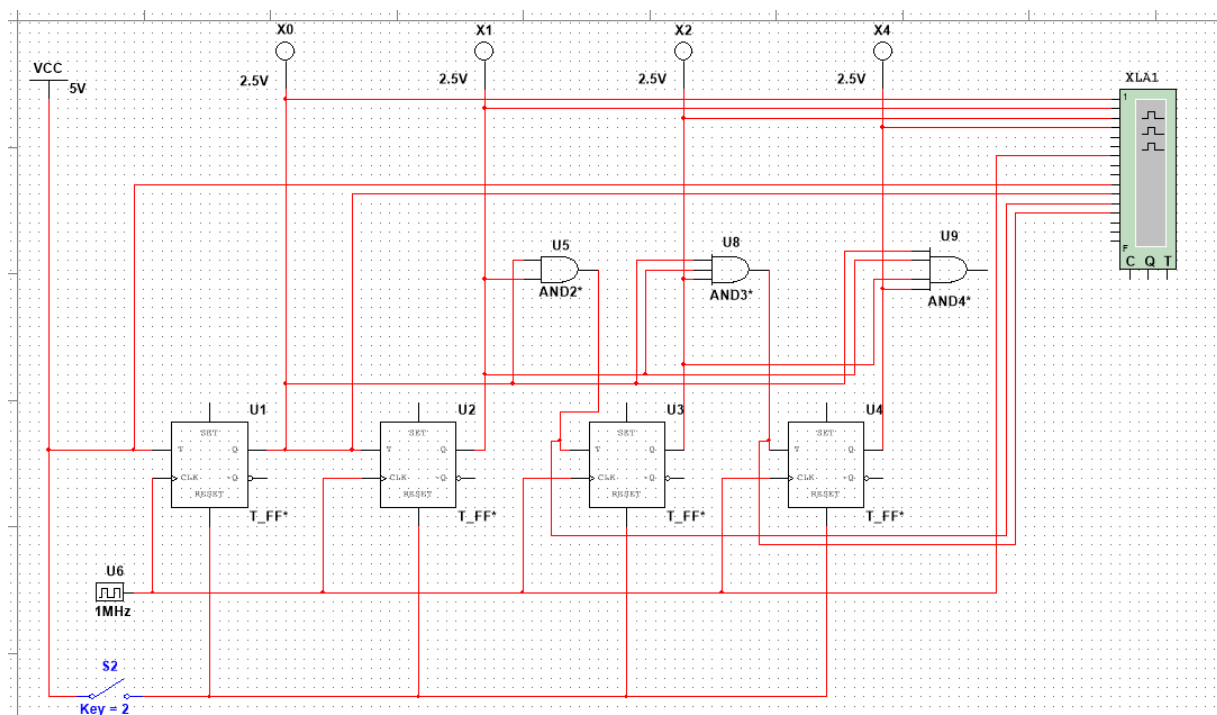 X0 X1 X2 X4
VCC
5V
2.5V 2.5V 2.5V 2.5V
XLA1
1
U5 U8 U9
F
C Q T
AND2* AND3* AND4*
U1 U2 U3 U4
SET SET SET SET
T Q T Q T Q T Q
CLK ~Q CLK ~Q CLK ~Q CLK ~Q
RESET RESET RESET RESET
T_FF* T_FF* T_FF* T_FF*
U6
1MHz
S2
Key = 2